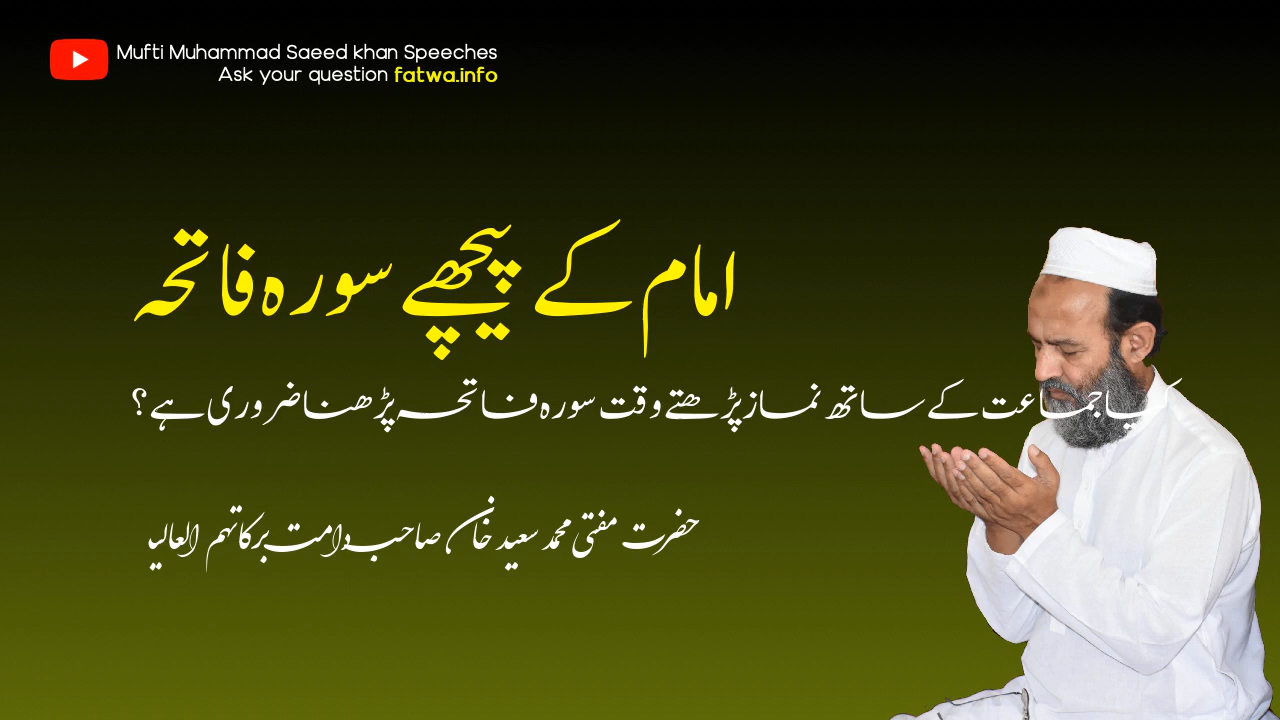 Mufti Muhammad Saeed khan Speeches
Ask your question fatwa.info
امام کے پیچھے سورہ فاتحہ
کیا جماعت کے ساتھ نماز پڑھتے وقت سورہ فاتحہ پڑھنا ضروری ہے؟
حضرت مفتی محمد سعید خان صاحب دامت برکاتہم العالیہ